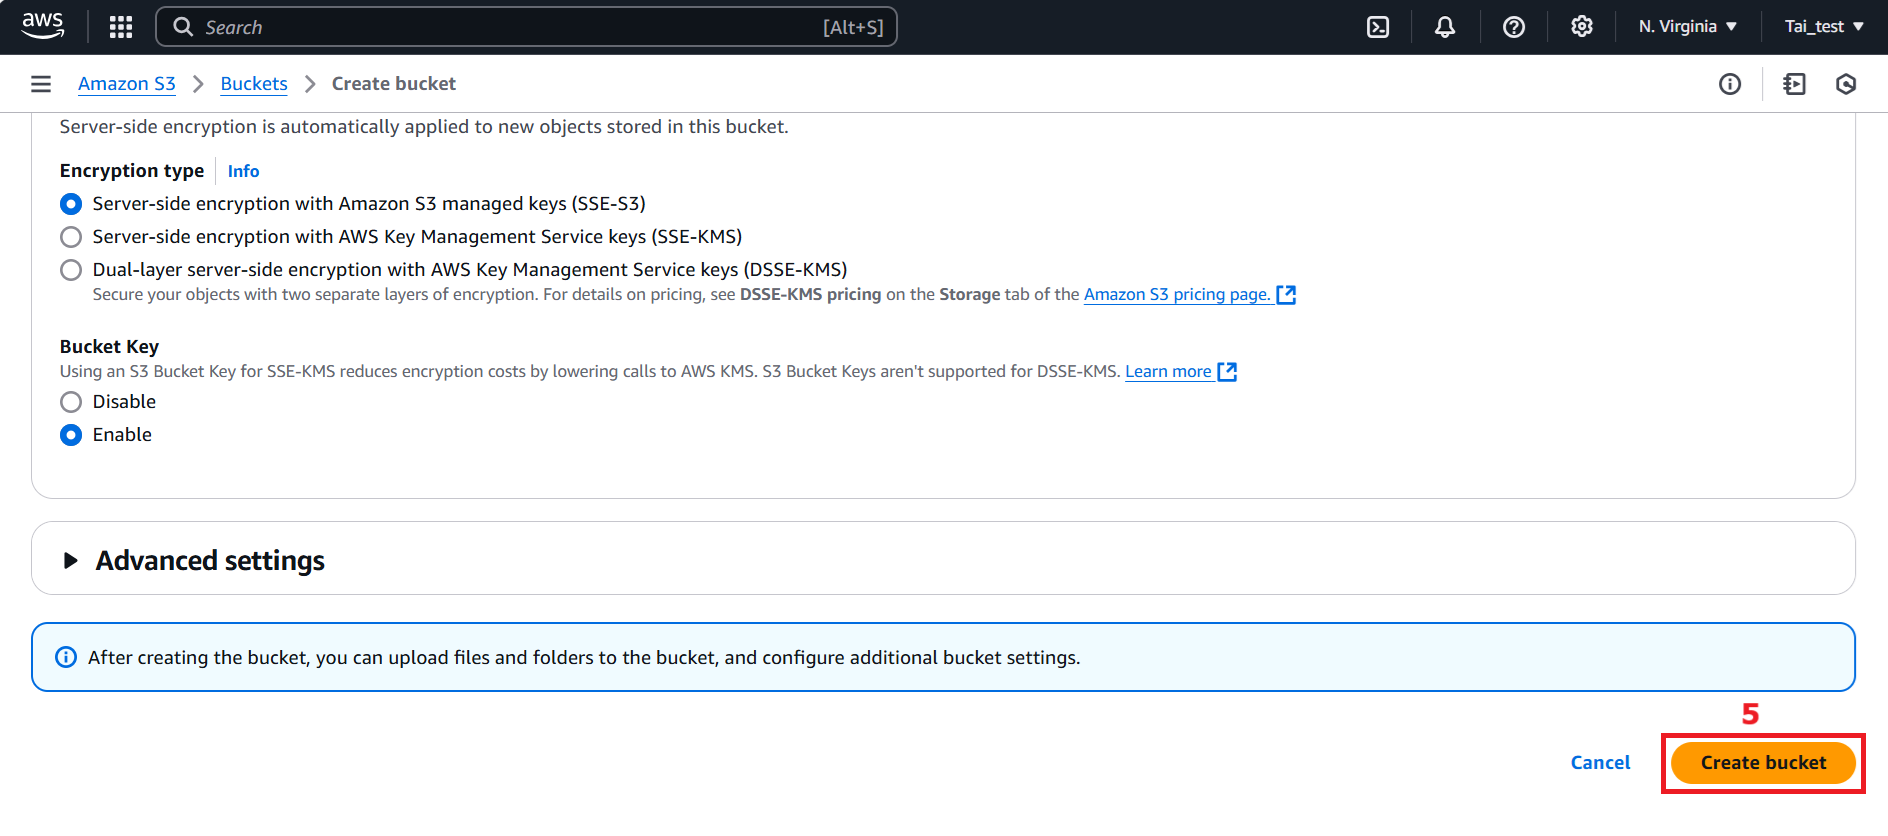 aws
Search [Alt+S] N. Virginia Tai_test
Amazon S3 Buckets Create bucket
Server-side encryption is automatically applied to new objects stored in this bucket.
Encryption type Info
Server-side encryption with Amazon S3 managed keys (SSE-S3)
Server-side encryption with AWS Key Management Service keys (SSE-KMS)
Dual-layer server-side encryption with AWS Key Management Service keys (DSSE-KMS)
Secure your objects with two separate layers of encryption. For details on pricing, see DSSE-KMS pricing on the Storage tab of the Amazon S3 pricing page.
Bucket Key
Using an S3 Bucket Key for SSE-KMS reduces encryption costs by lowering calls to AWS KMS. S3 Bucket Keys aren't supported for DSSE-KMS. Learn more
Disable
Enable
Advanced settings
After creating the bucket, you can upload files and folders to the bucket, and configure additional bucket settings.
5
Cancel Create bucket